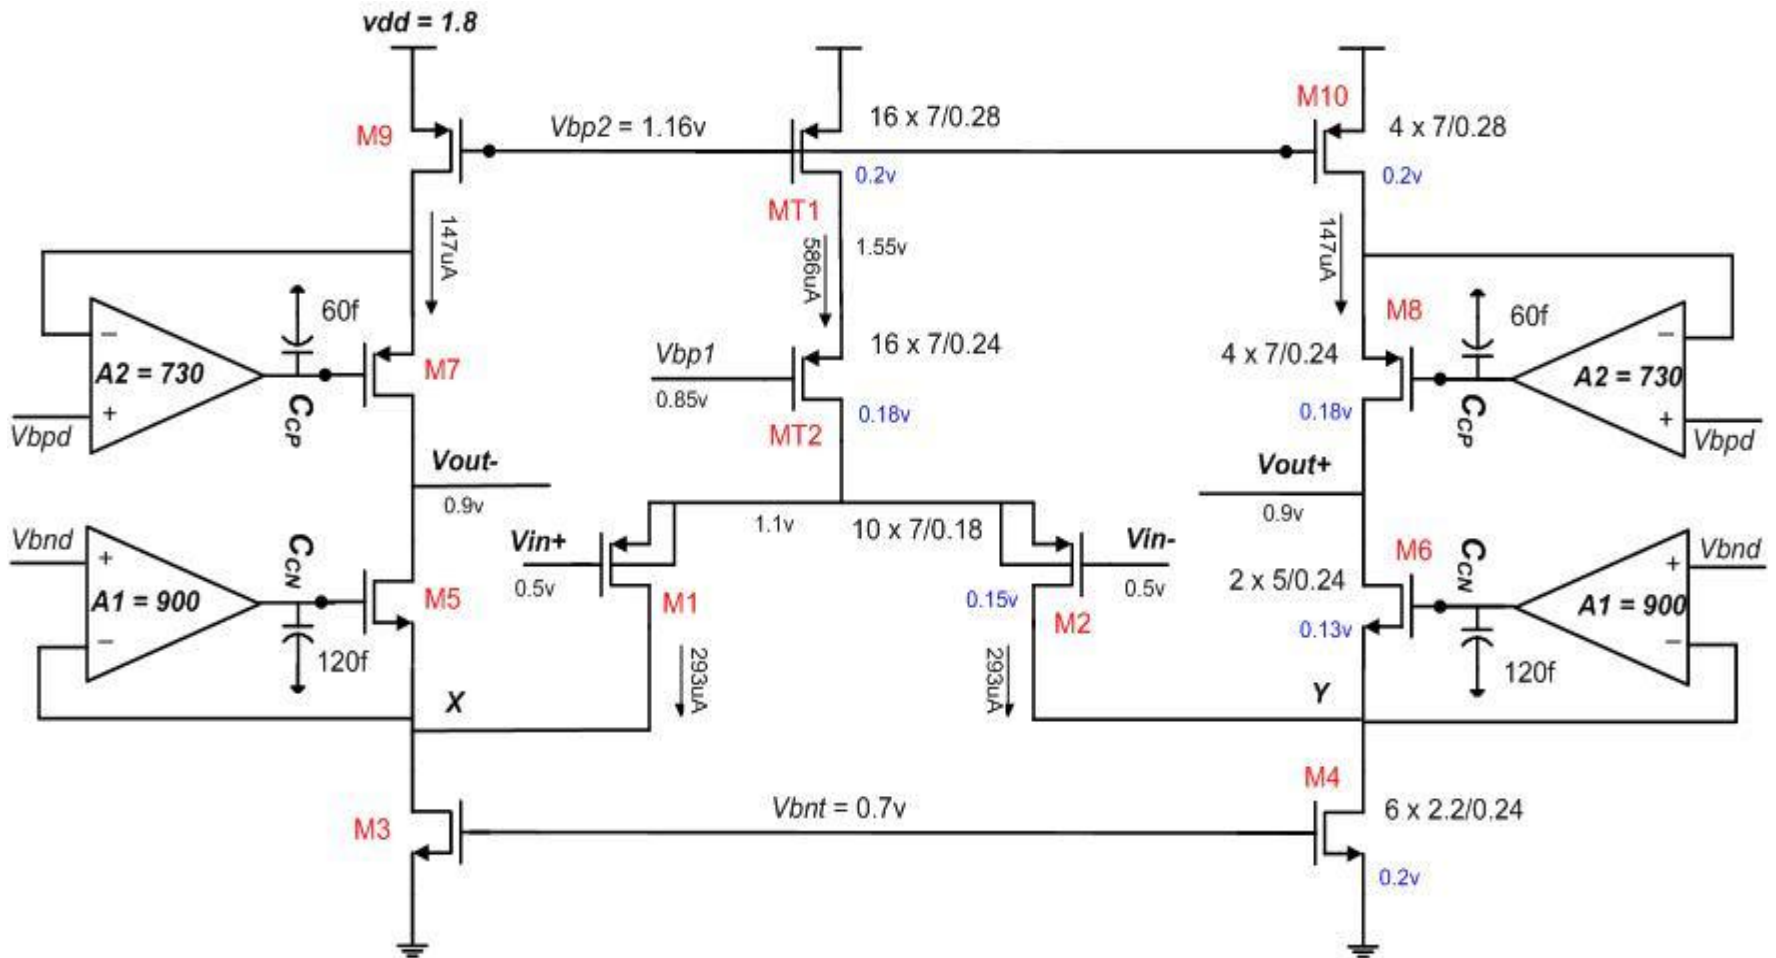 vdd = 1.8
M10
M9
Vbp2 = 1.16v
16 x 7/0.28
4 x 7/0.28
0.2v
0.2v
MT1
147uA
586uA
1.55v
147uA
60f
M8
60f
Vbp1
16 x 7/0.24
4 x 7/0.24
A2 = 730
M7
A2 = 730
0.85v
0.18v
0.18v
CCP
CCP
Vbpd
MT2
Vbpd
Vout-
Vout+
0.9v
1.1v
10 x 7/0.18
0.9v
Vbnd
CCN
Vin+
Vin-
M6
CCN
Vbnd
+
+
0.5v
0.15v
0.5v
2 x 5/0.24
A1 = 900
M5
M1
M2
0.13v
A1 = 900
120f
293uA
293uA
120f
X
Y
M4
Vbnt = 0.7v
6 x 2.2/0.24
M3
0.2v